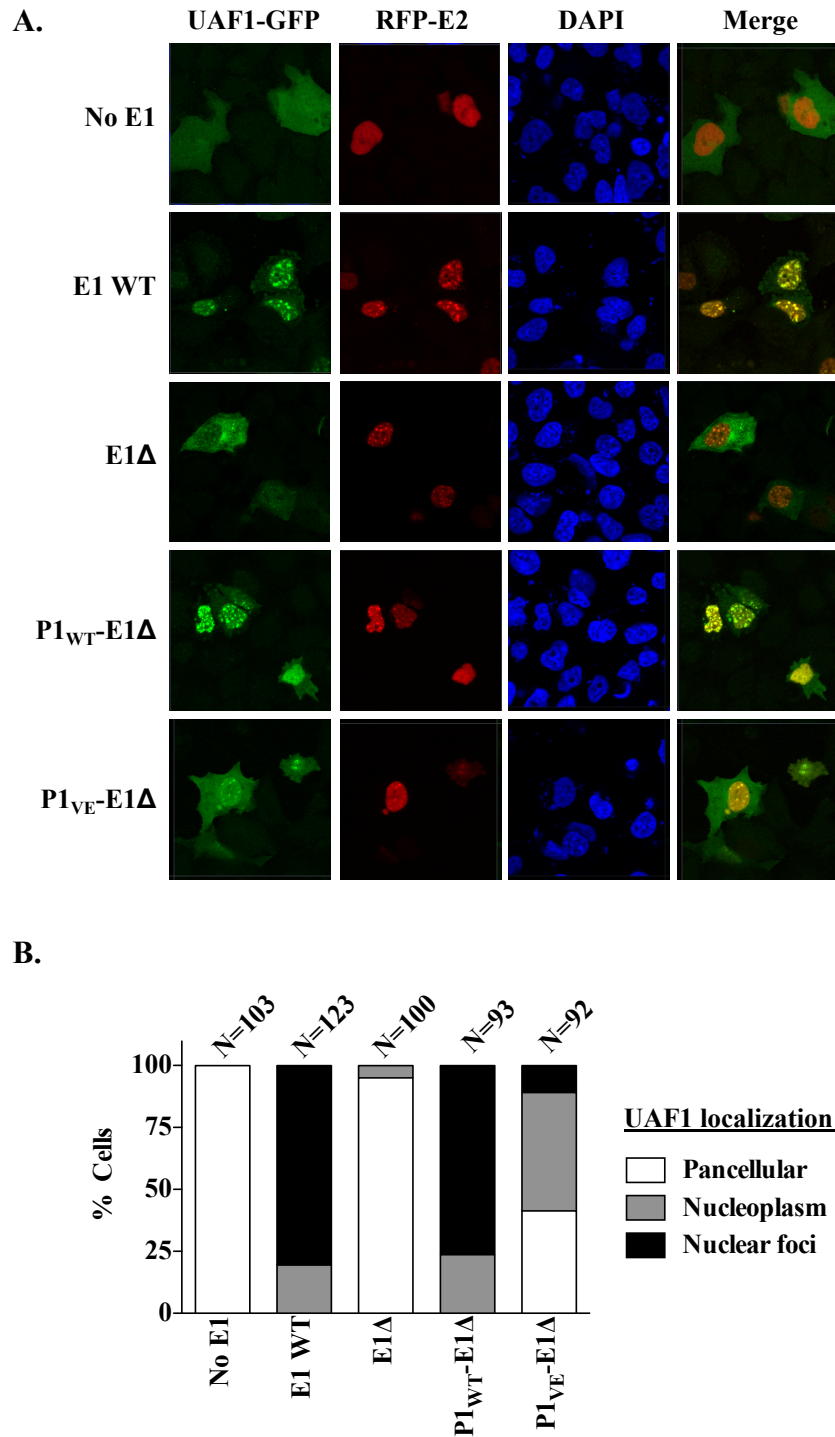 A.
UAF1-GFP RFP-E2 DAPI Merge
No E1
E1 WT
E1Δ
P1WT-E1Δ
P1VE-E1Δ
B.
N=103 N=123 N=100 N=93 N=92
100
75
50
25
0
% Cells
No E1 E1 WT E1Δ P1WT-E1Δ P1VE-E1Δ
UAF1 localization
Pancellular
Nucleoplasm
Nuclear foci